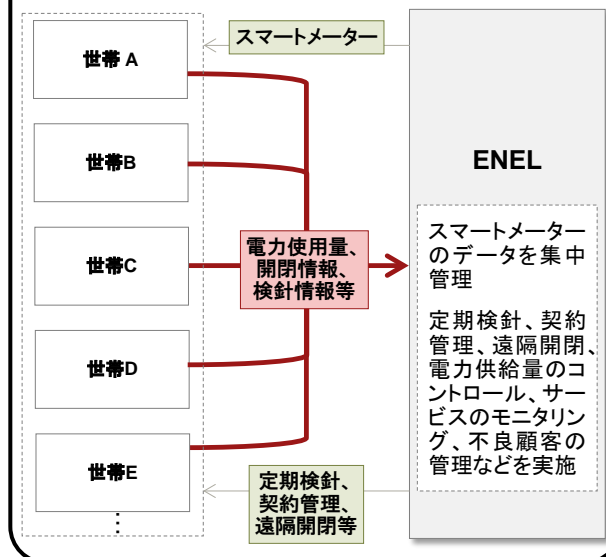 スマートメーター
世帯 A
世帯B
世帯C
世帯D
世帯E
⋮
電力使用量、
開閉情報、
検針情報等
定期検針、
契約管理、
遠隔開閉等
ENEL
スマートメーター
のデータを集中
管理
定期検針、契約
管理、遠隔開閉、
電力供給量のコ
ントロール、サー
ビスのモニタリン
グ、不良顧客の
管理などを実施